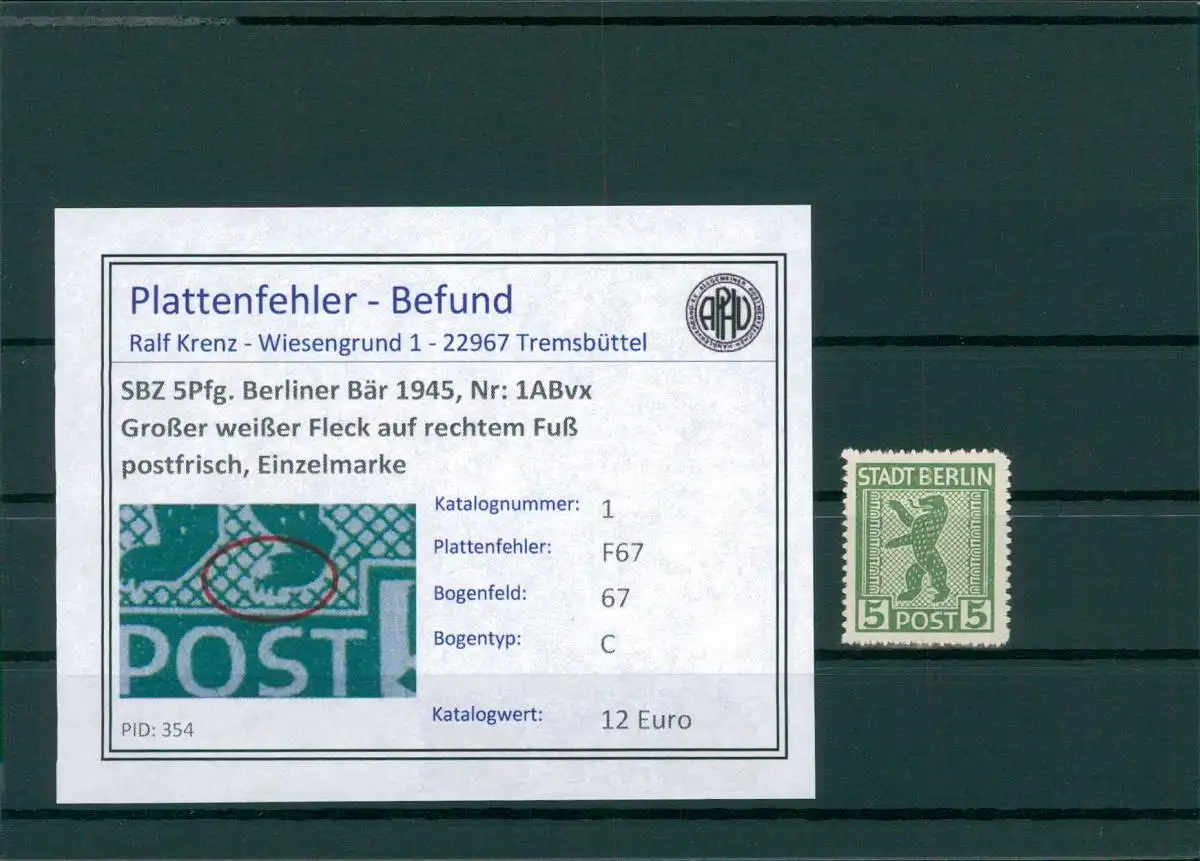 Plattenfehler - Befund
Ralf Krenz - Wiesengrund 1 - 22967 Tremsbüttel
APHV
SBZ 5Pfg. Berliner Bär 1945, Nr: 1ABvx
Großer weißer Fleck auf rechtem Fuß
postfrisch, Einzelmarke
POST
Katalognummer: 1
Plattenfehler: F67
Bogenfeld: 67
Bogentyp: C
Katalogwert: 12 Euro
PID: 354
STADT BERLIN
5 POST 5